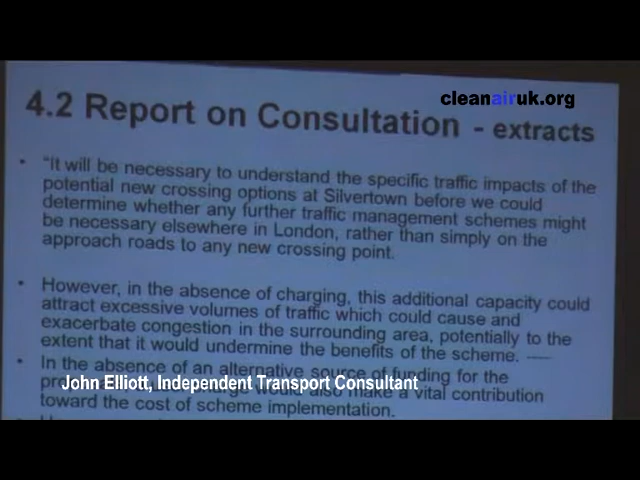 cleanairuk.org
4.2 Report on Consultation - extracts
• "It will be necessary to understand the specific traffic impacts of the
potential new crossing options at Silvertown before we could
determine whether any further traffic management schemes might
be necessary elsewhere in London, rather than simply on the
approach roads to any new crossing point.
• However, in the absence of charging, this additional capacity could
attract excessive volumes of traffic which could cause and
exacerbate congestion in the surrounding area, potentially to the
extent that it would undermine the benefits of the scheme. ----
• In the absence of an alternative source of funding for the
would also make a vital contribution
toward the cost of scheme implementation.
John Elliott, Independent Transport Consultant